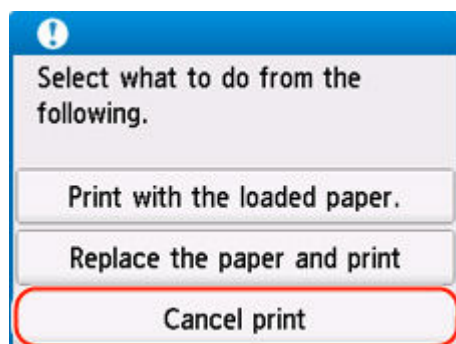 Select what to do from the
following.
Print with the loaded paper.
Replace the paper and print
Cancel print